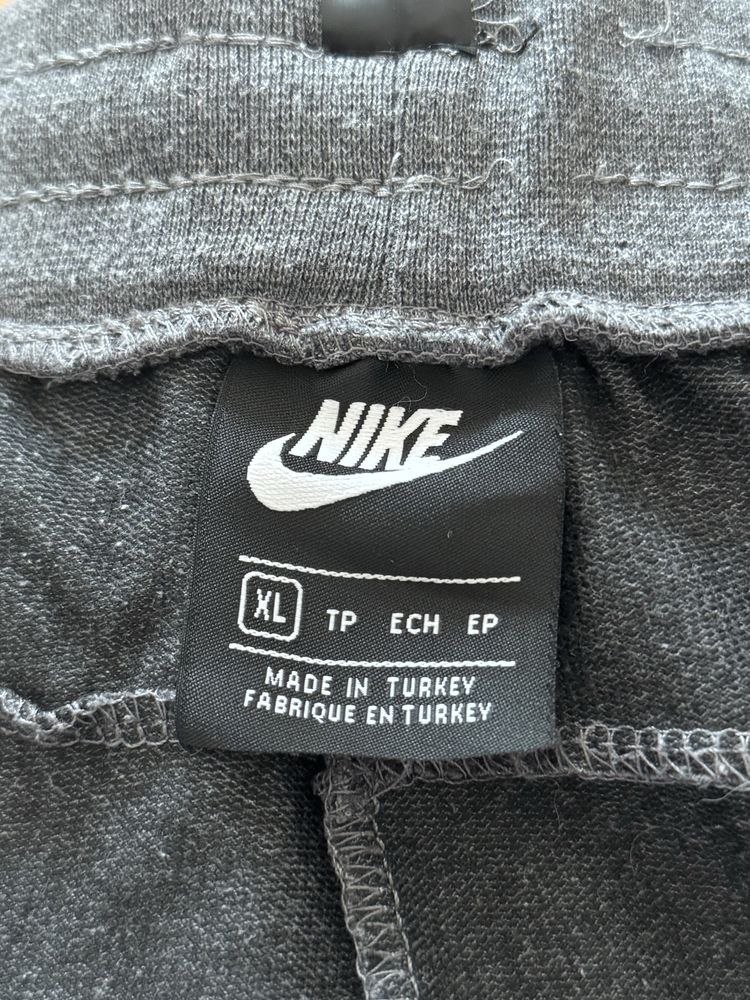 NIKE
XL TP ECH EP
MADE IN TURKEY
FABRIQUE EN TURKEY